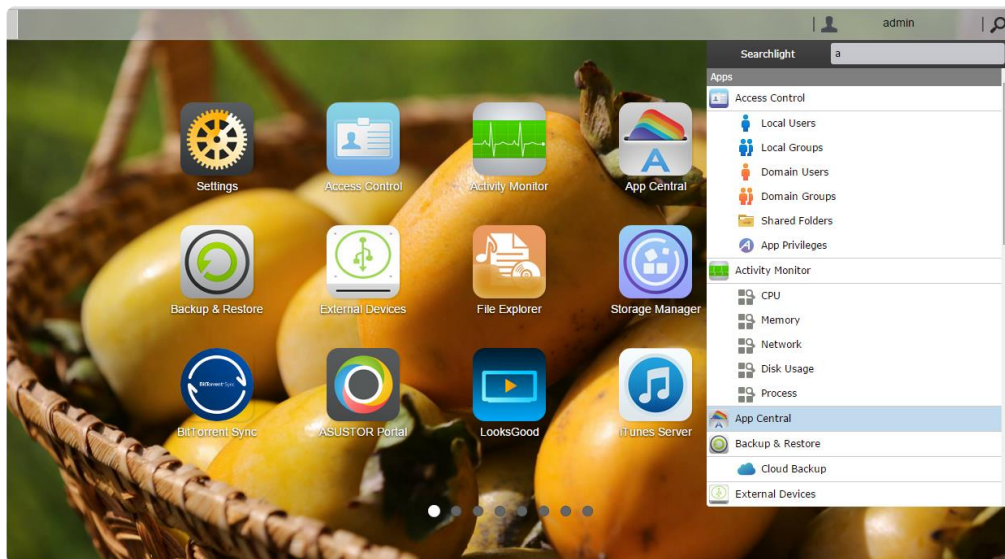 admin
Searchlight a
Apps
Access Control
Local Users
Local Groups
Domain Users
Domain Groups
Shared Folders
App Privileges
Activity Monitor
CPU
Memory
Network
Disk Usage
Process
App Central
Backup & Restore
Cloud Backup
External Devices
Settings
Access Control
Activity Monitor
App Central
Backup & Restore
External Devices
File Explorer
Storage Manager
BitTorrent Sync
BitTorrent Sync
ASUSTOR Portal
LooksGood
iTunes Server